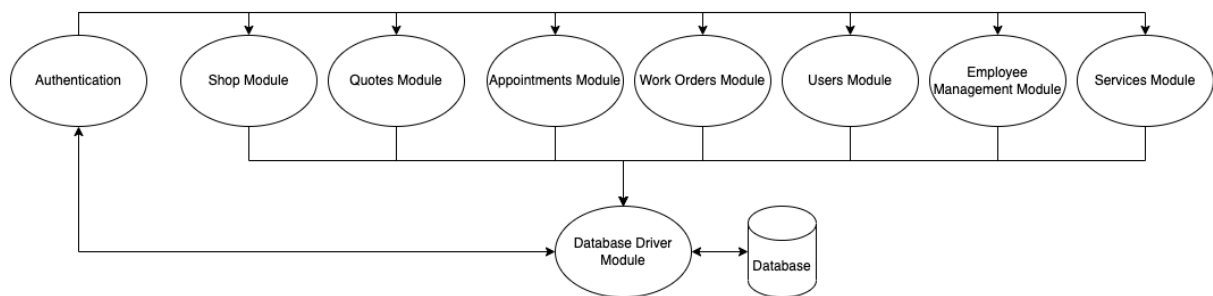 Authentication
Shop Module
Quotes Module
Appointments Module
Work Orders Module
Users Module
Employee
Management Module
Services Module
Database Driver
Module
Database